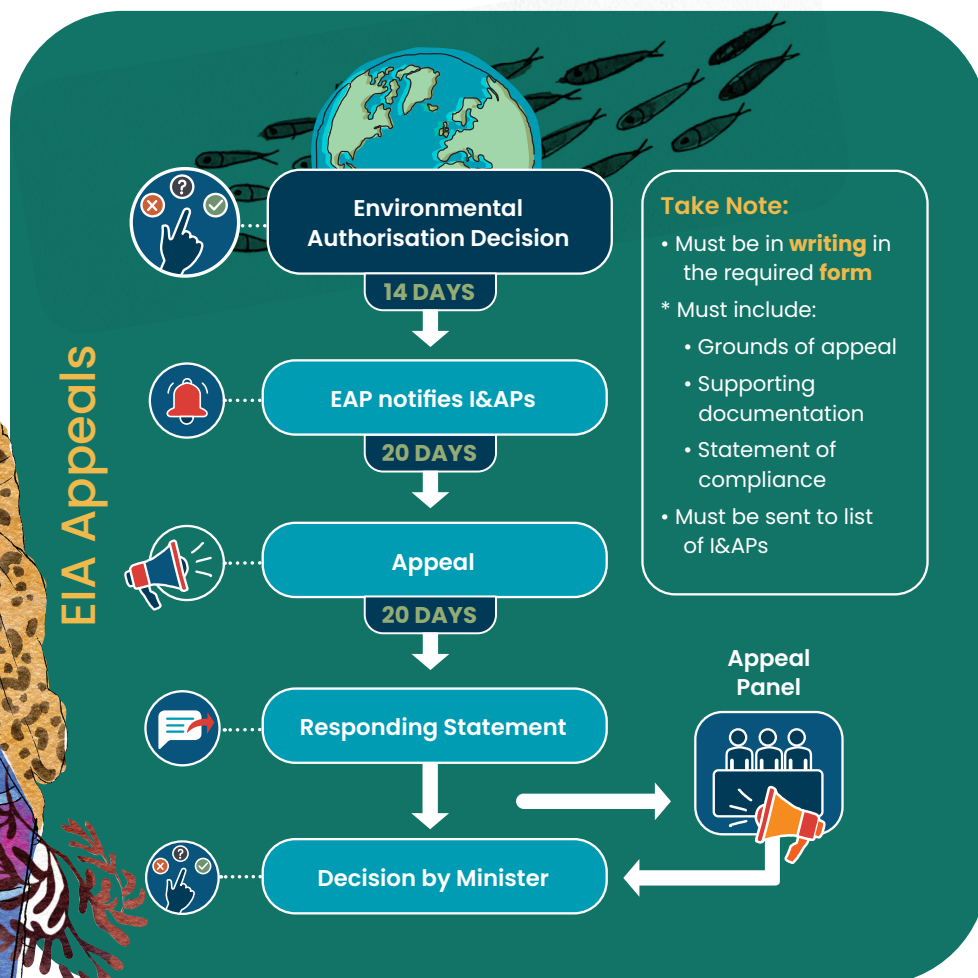 EIA Appeals
Environmental
Authorisation Decision
14 DAYS
EAP notifies I&APs
20 DAYS
Appeal
20 DAYS
Responding Statement
Decision by Minister
Take Note:
• Must be in writing in
the required form
* Must include:
• Grounds of appeal
• Supporting
documentation
• Statement of
compliance
• Must be sent to list
of I&APs
Appeal
Panel